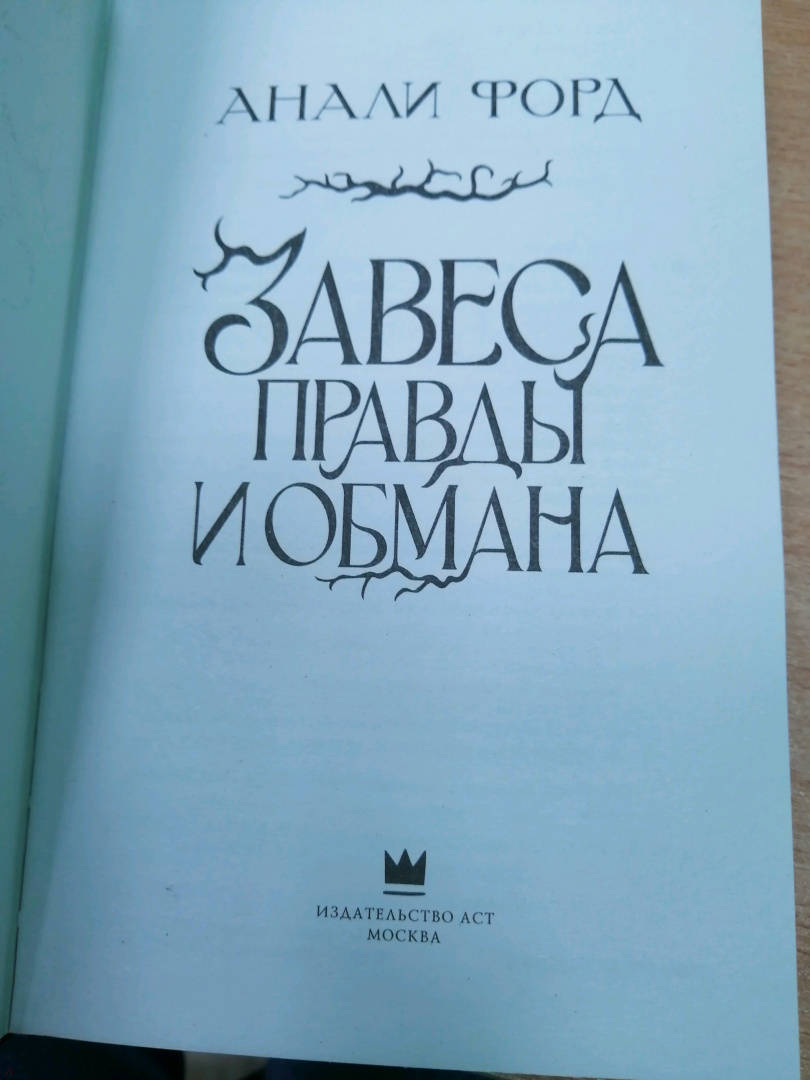 АНАЛИ ФОРД
ЗАВЕСА
ПРАВДЫ
И ОБМАНА
ИЗДАТЕЛЬСТВО АСТ
МОСКВА